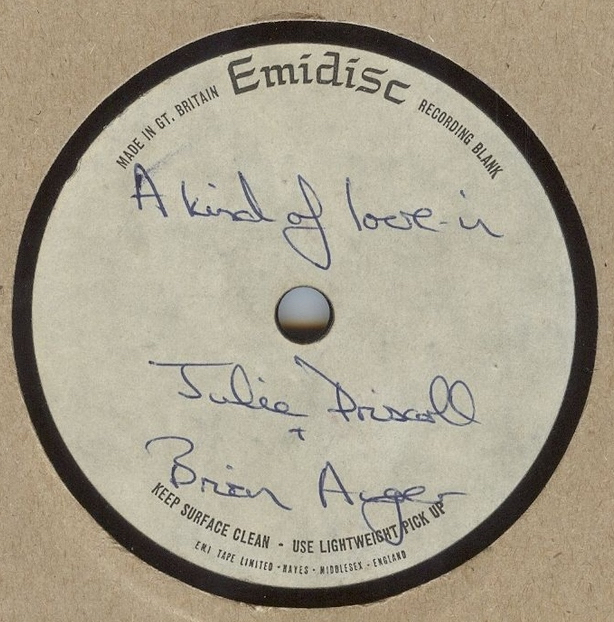 Emidisc
MADE IN GT. BRITAIN
RECORDING BLANK
A kind of love-in
Julie Driscoll
+
Brian Auger
KEEP SURFACE CLEAN - USE LIGHTWEIGHT PICK UP
EMI TAPE LIMITED · HAYES · MIDDLESEX · ENGLAND